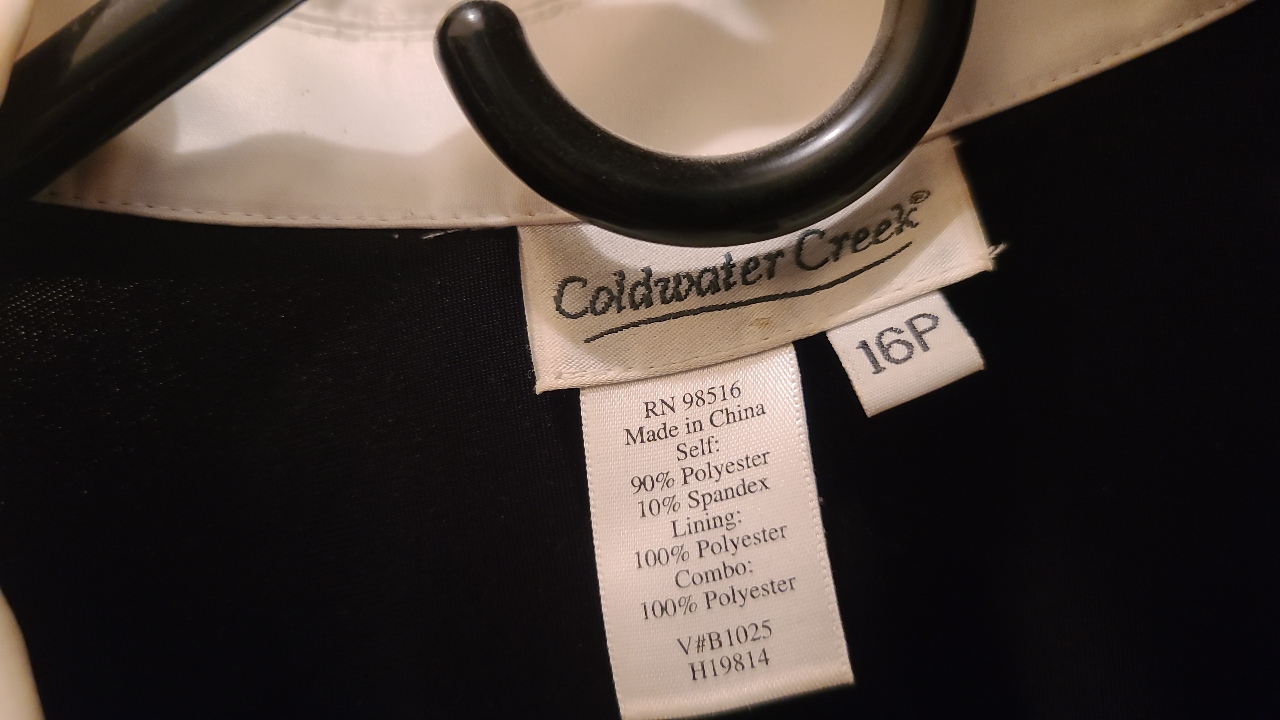 Coldwater Creek®
16P
RN 98516
Made in China
Self:
90% Polyester
10% Spandex
Lining:
100% Polyester
Combo:
100% Polyester
V#B1025
H19814